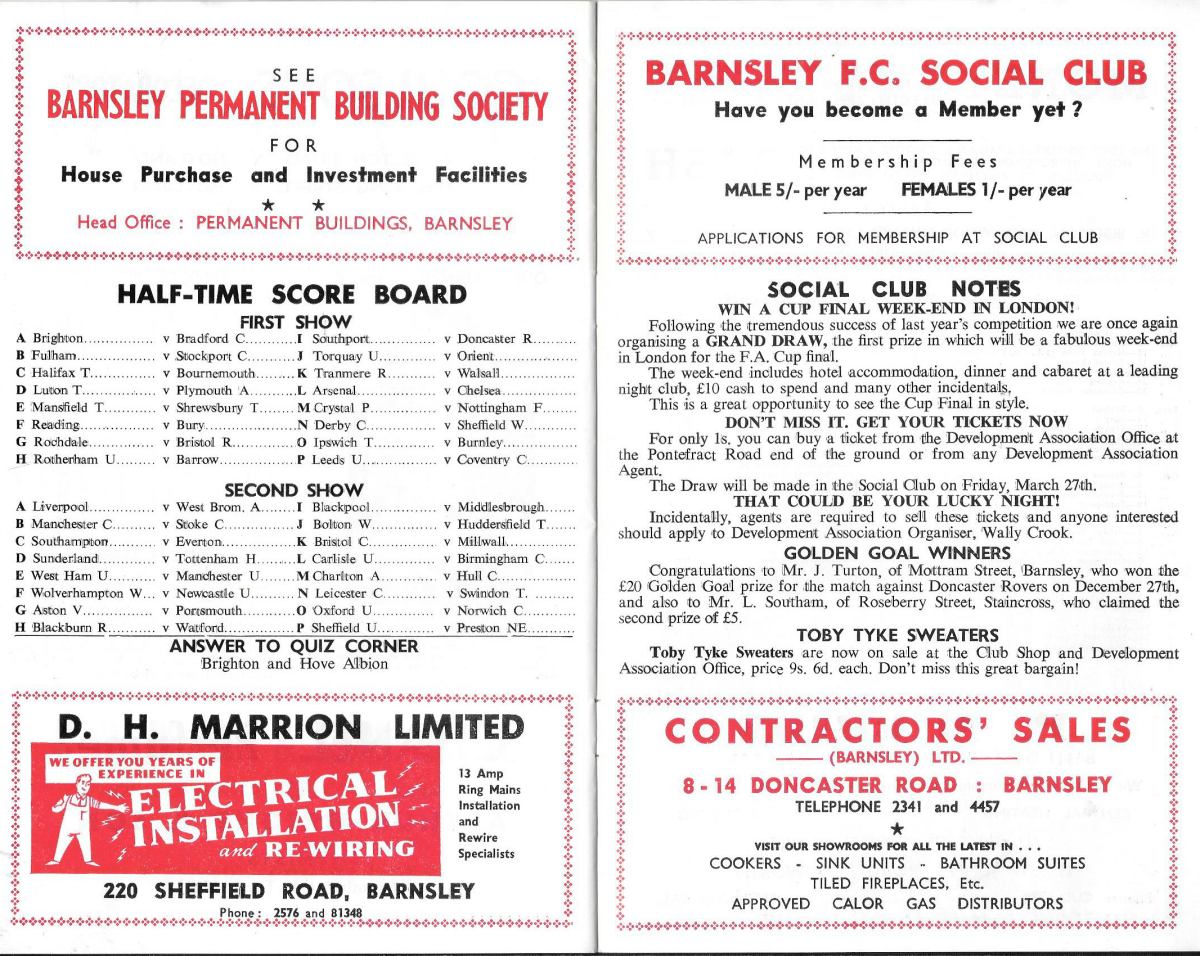 SEE
BARNSLEY PERMANENT BUILDING SOCIETY
FOR
House Purchase and Investment Facilities
★ ★
Head Office : PERMANENT BUILDINGS, BARNSLEY
HALF-TIME SCORE BOARD
FIRST SHOW
A Brighton............... v Bradford C............... I Southport............... v Doncaster R...............
B Fulham............... v Stockport C............... J Torquay U............... v Orient...............
C Halifax T............... v Bournemouth............... K Tranmere R............... v Walsall...............
D Luton T............... v Plymouth A............... L Arsenal............... v Chelsea...............
E Mansfield T............... v Shrewsbury T............... M Crystal P............... v Nottingham F...............
F Reading............... v Bury............... N Derby C............... v Sheffield W...............
G Rochdale............... v Bristol R............... O Ipswich T............... v Burnley...............
H Rotherham U............... v Barrow............... P Leeds U............... v Coventry C...............
SECOND SHOW
A Liverpool............... v West Brom. A............... I Blackpool............... v Middlesbrough...............
B Manchester C............... v Stoke C............... J Bolton W............... v Huddersfield T...............
C Southampton............... v Everton............... K Bristol C............... v Millwall...............
D Sunderland............... v Tottenham H............... L Carlisle U............... v Birmingham C...............
E West Ham U............... v Manchester U............... M Charlton A............... v Hull C...............
F Wolverhampton W............... v Newcastle U............... N Leicester C............... v Swindon T. ...............
G Aston V............... v Portsmouth............... O Oxford U............... v Norwich C...............
H Blackburn R............... v Watford............... P Sheffield U............... v Preston NE...............
ANSWER TO QUIZ CORNER
Brighton and Hove Albion
D. H. MARRION LIMITED
WE OFFER YOU YEARS OF
EXPERIENCE IN
ELECTRICAL
INSTALLATION
and RE-WIRING
13 Amp
Ring Mains
Installation
and
Rewire
Specialists
220 SHEFFIELD ROAD, BARNSLEY
Phone : 2576 and 81348
BARNSLEY F.C. SOCIAL CLUB
Have you become a Member yet ?
Membership Fees
MALE 5/- per year FEMALES 1/- per year
APPLICATIONS FOR MEMBERSHIP AT SOCIAL CLUB
SOCIAL CLUB NOTES
WIN A CUP FINAL WEEK-END IN LONDON!
Following the tremendous success of last year's competition we are once again
organising a GRAND DRAW, the first prize in which will be a fabulous week-end
in London for the F.A. Cup final.
The week-end includes hotel accommodation, dinner and cabaret at a leading
night club, £10 cash to spend and many other incidentals.
This is a great opportunity to see the Cup Final in style.
DON'T MISS IT. GET YOUR TICKETS NOW
For only 1s. you can buy a ticket from the Development Association Office at
the Pontefract Road end of the ground or from any Development Association
Agent.
The Draw will be made in the Social Club on Friday, March 27th.
THAT COULD BE YOUR LUCKY NIGHT!
Incidentally, agents are required to sell these tickets and anyone interested
should apply to Development Association Organiser, Wally Crook.
GOLDEN GOAL WINNERS
Congratulations to Mr. J. Turton, of Mottram Street, Barnsley, who won the
£20 Golden Goal prize for the match against Doncaster Rovers on December 27th,
and also to Mr. L. Southam, of Roseberry Street, Staincross, who claimed the
second prize of £5.
TOBY TYKE SWEATERS
Toby Tyke Sweaters are now on sale at the Club Shop and Development
Association Office, price 9s. 6d. each. Don't miss this great bargain!
CONTRACTORS' SALES
(BARNSLEY) LTD.
8 - 14 DONCASTER ROAD : BARNSLEY
TELEPHONE 2341 and 4457
★
VISIT OUR SHOWROOMS FOR ALL THE LATEST IN . . .
COOKERS - SINK UNITS - BATHROOM SUITES
TILED FIREPLACES, Etc.
APPROVED CALOR GAS DISTRIBUTORS